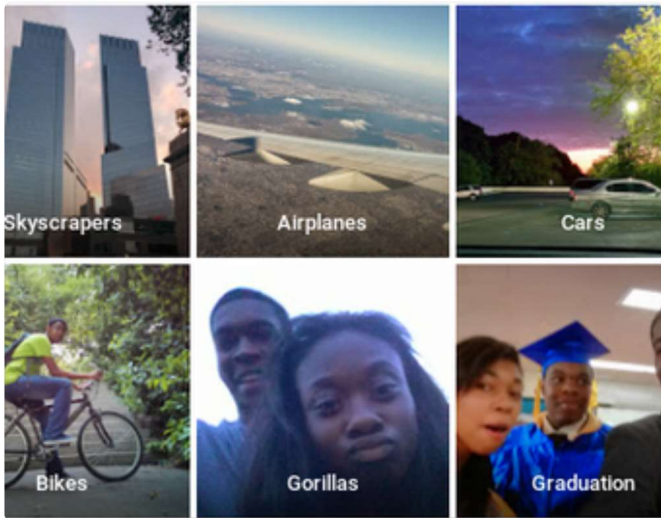 Skyscrapers
Airplanes
Cars
Bikes
Gorillas
Graduation